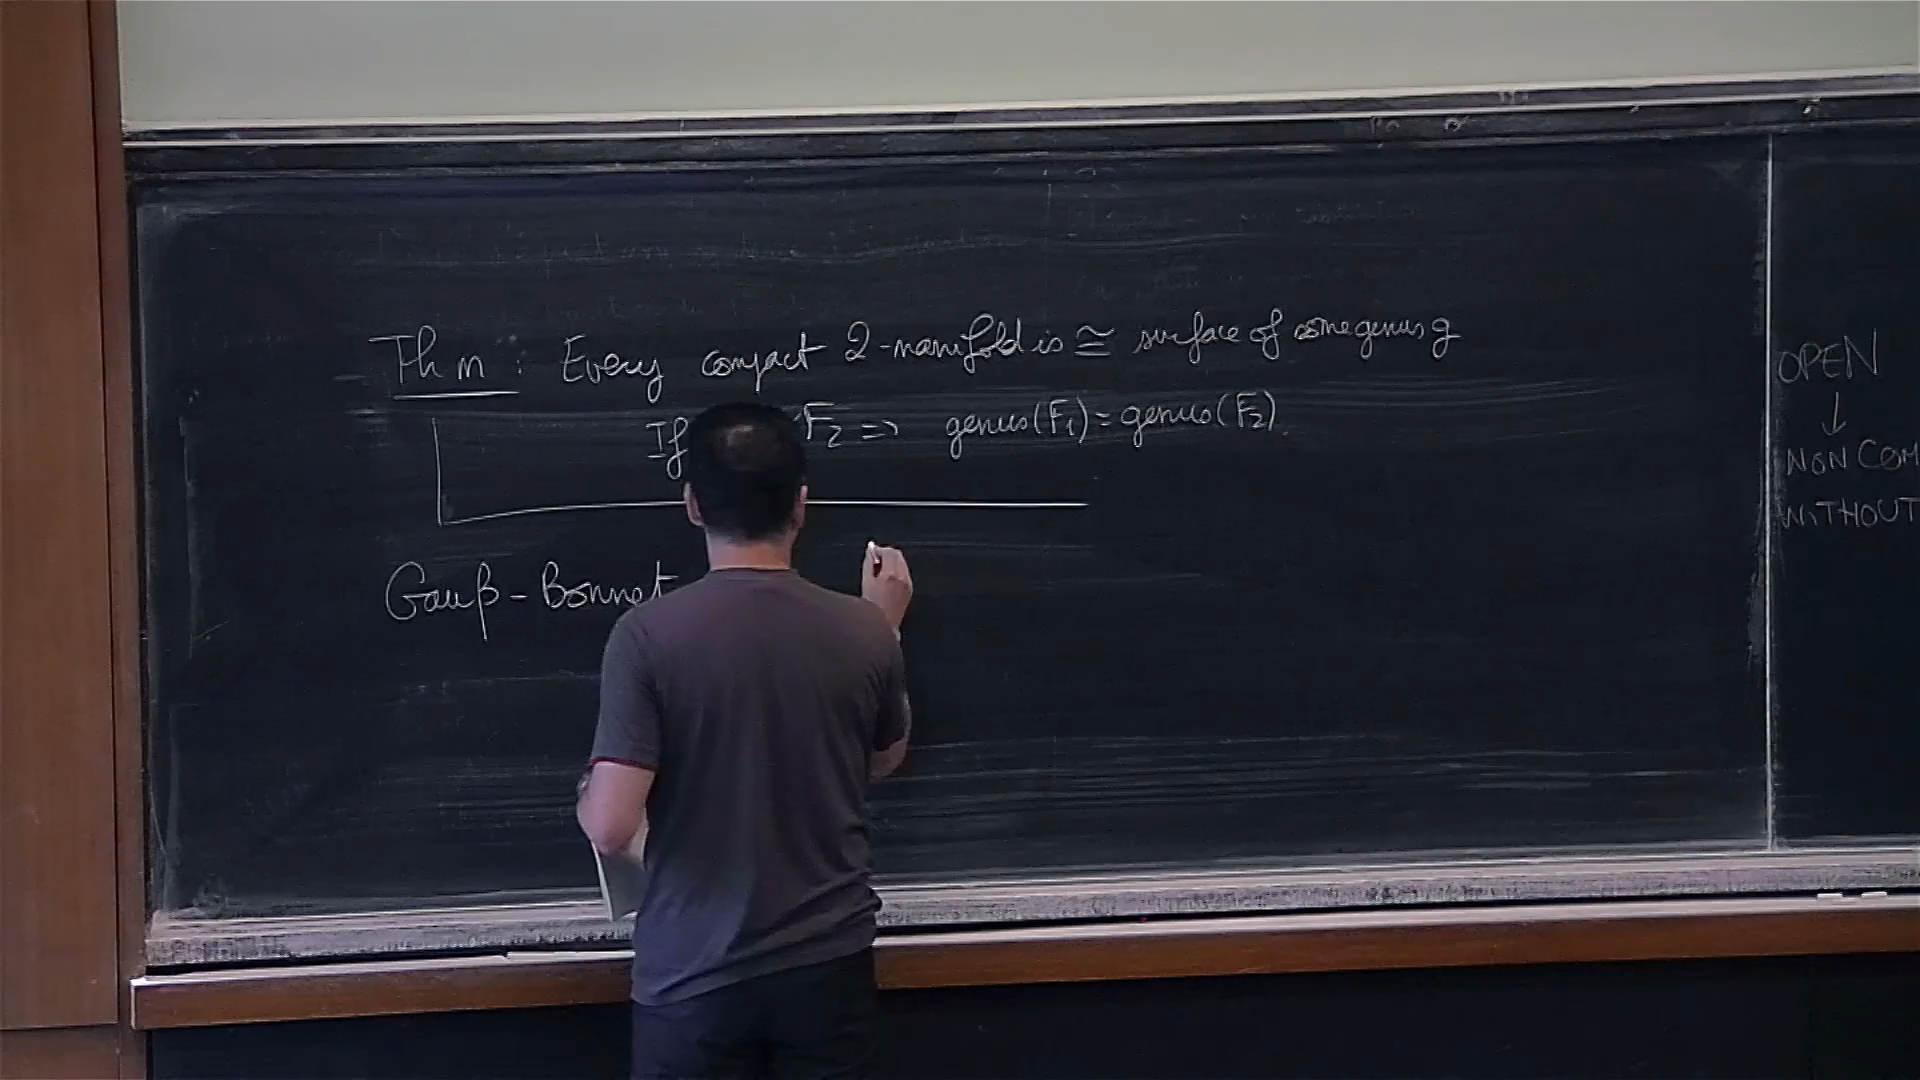 Thm : Every compact 2-manifold is ≅ surface of some genus g
If F₂ => genus(F₁) = genus(F₂).
Gauß - Bonnet
OPEN
↓
NON COM
WITHOUT